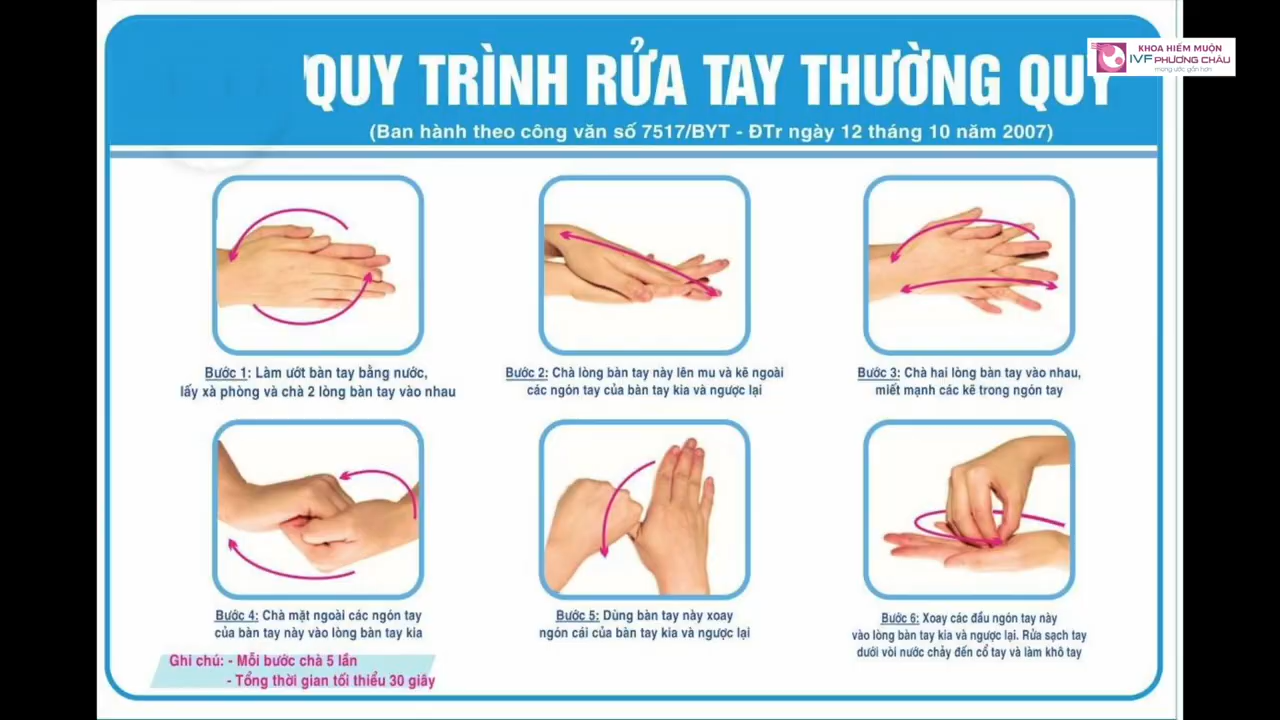 QUY TRÌNH RỬA TAY THƯỜNG QUY
KHOA HIẾM MUỘN
IVF PHƯƠNG CHÂU
mong ước gần hơn
(Ban hành theo công văn số 7517/BYT - ĐTr ngày 12 tháng 10 năm 2007)
Bước 1: Làm ướt bàn tay bằng nước,
lấy xà phòng và chà 2 lòng bàn tay vào nhau
Bước 2: Chà lòng bàn tay này lên mu và kẽ ngoài
các ngón tay của bàn tay kia và ngược lại
Bước 3: Chà hai lòng bàn tay vào nhau,
miết mạnh các kẽ trong ngón tay
Bước 4: Chà mặt ngoài các ngón tay
của bàn tay này vào lòng bàn tay kia
Bước 5: Dùng bàn tay này xoay
ngón cái của bàn tay kia và ngược lại
Bước 6: Xoay các đầu ngón tay này
vào lòng bàn tay kia và ngược lại. Rửa sạch tay
dưới vòi nước chảy đến cổ tay và làm khô tay
Ghi chú: - Mỗi bước chà 5 lần
- Tổng thời gian tối thiểu 30 giây